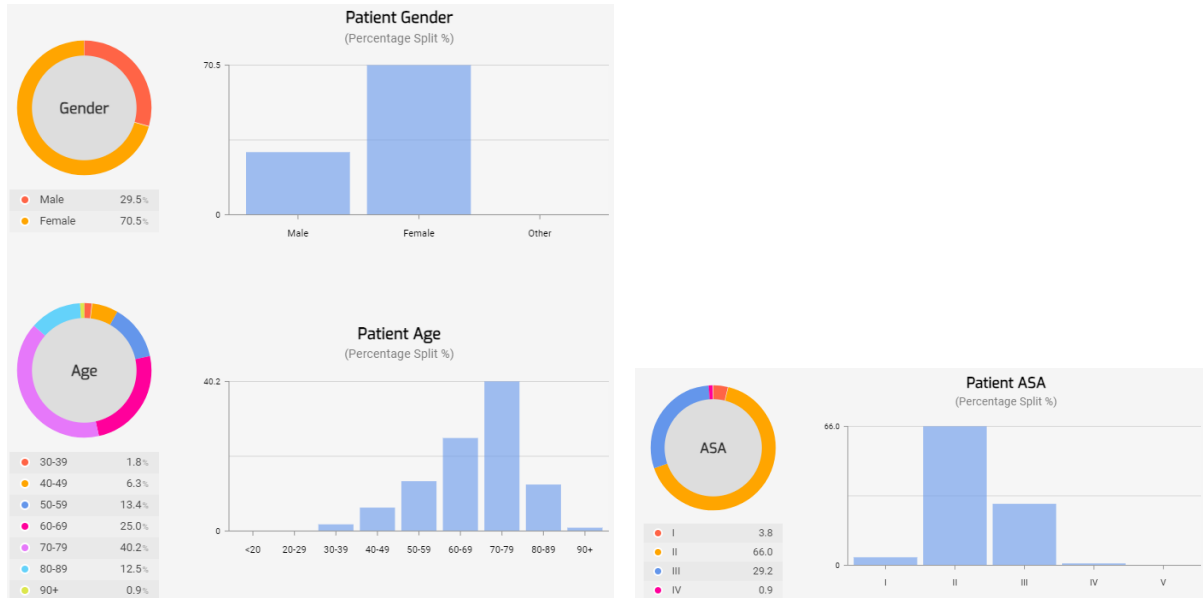 Patient Gender
(Percentage Split %)
Gender
Male 29.5%
Female 70.5%
70.5
0
Male Female Other
Patient Age
(Percentage Split %)
Age
30-39 1.8%
40-49 6.3%
50-59 13.4%
60-69 25.0%
70-79 40.2%
80-89 12.5%
90+ 0.9%
40.2
0
<20 20-29 30-39 40-49 50-59 60-69 70-79 80-89 90+
Patient ASA
(Percentage Split %)
ASA
I 3.8
II 66.0
III 29.2
IV 0.9
66.0
0
I II III IV V